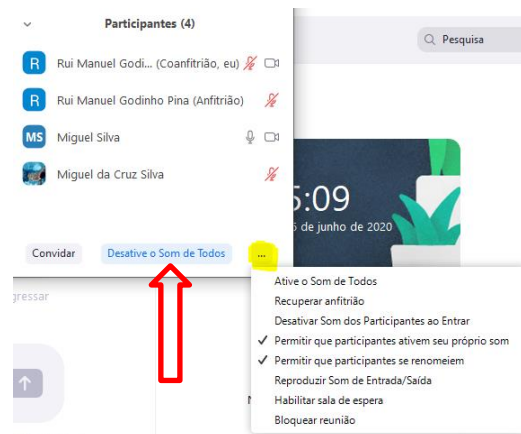 Participantes (4)
Pesquisa
R Rui Manuel Godi... (Coanfitrião, eu)
R Rui Manuel Godinho Pina (Anfitrião)
MS Miguel Silva
Miguel da Cruz Silva
5:09
de junho de 2020
Convidar Desative o Som de Todos ...
gressar
Ative o Som de Todos
Recuperar anfitrião
Desativar Som dos Participantes ao Entrar
✓ Permitir que participantes ativem seu próprio som
✓ Permitir que participantes se renomeiem
Reproduzir Som de Entrada/Saída
Habilitar sala de espera
Bloquear reunião